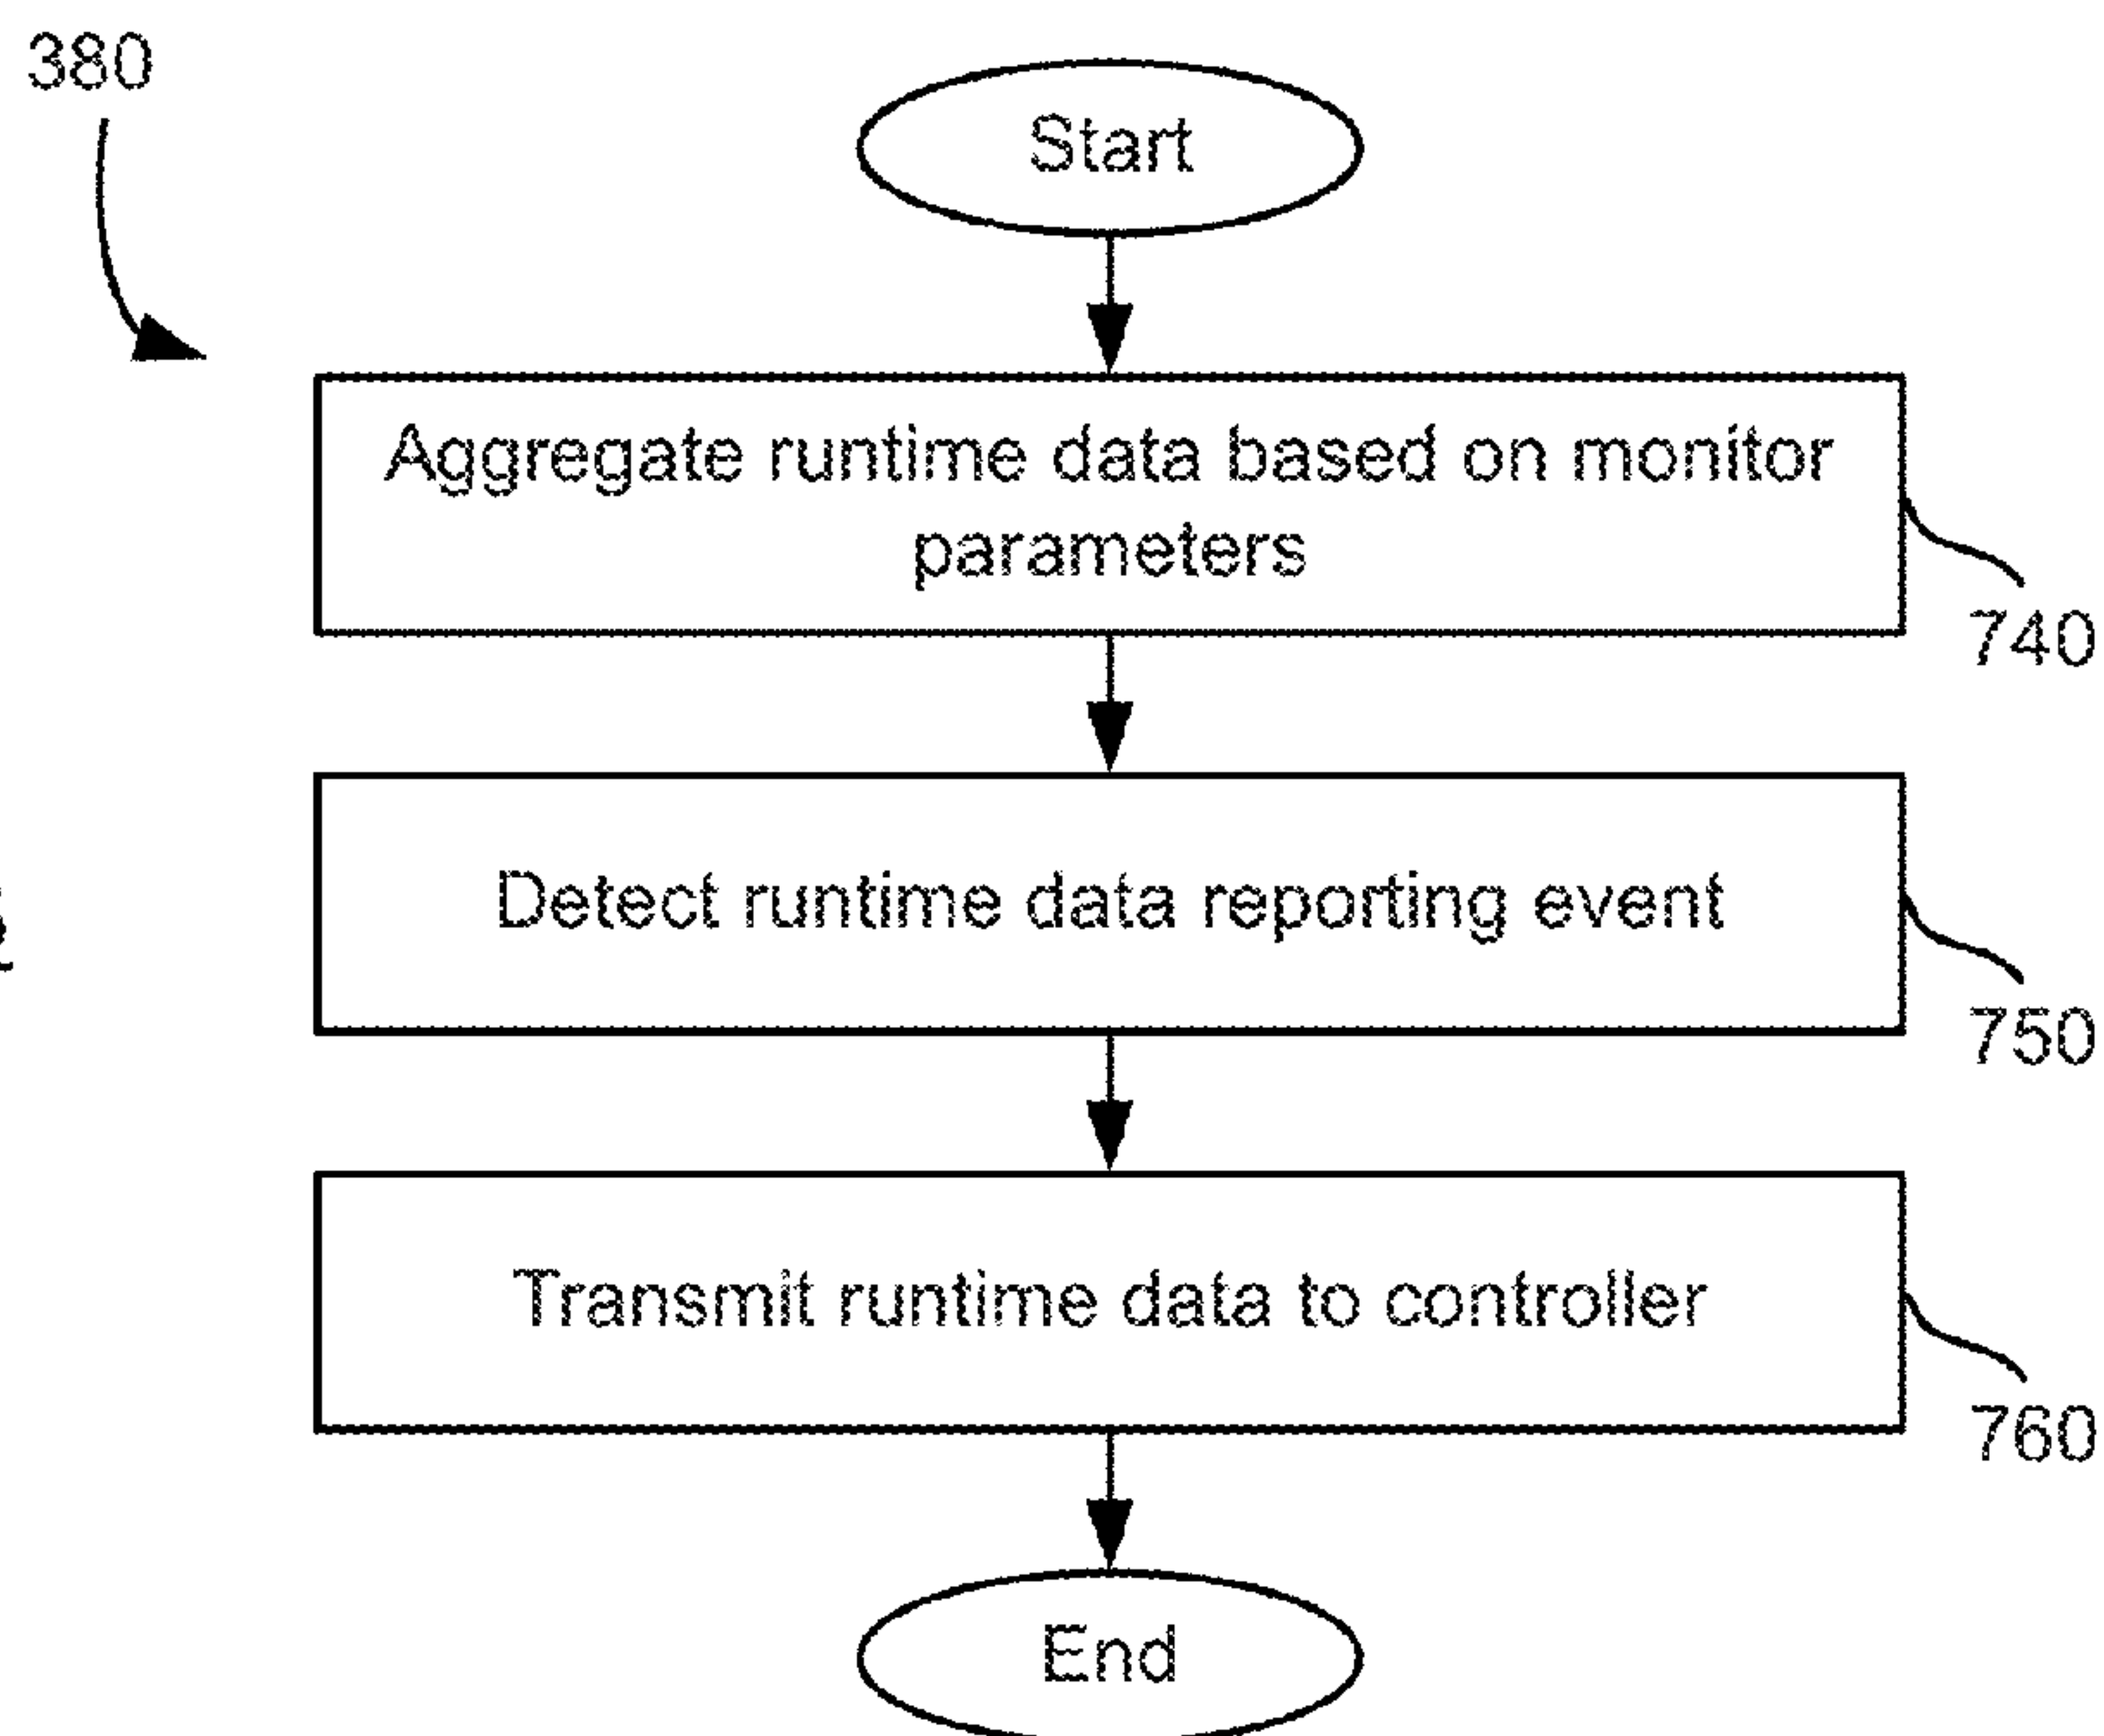 380
Start
Aggregate runtime data based on monitor
parameters
740
Detect runtime data reporting event
750
Transmit runtime data to controller
760
End